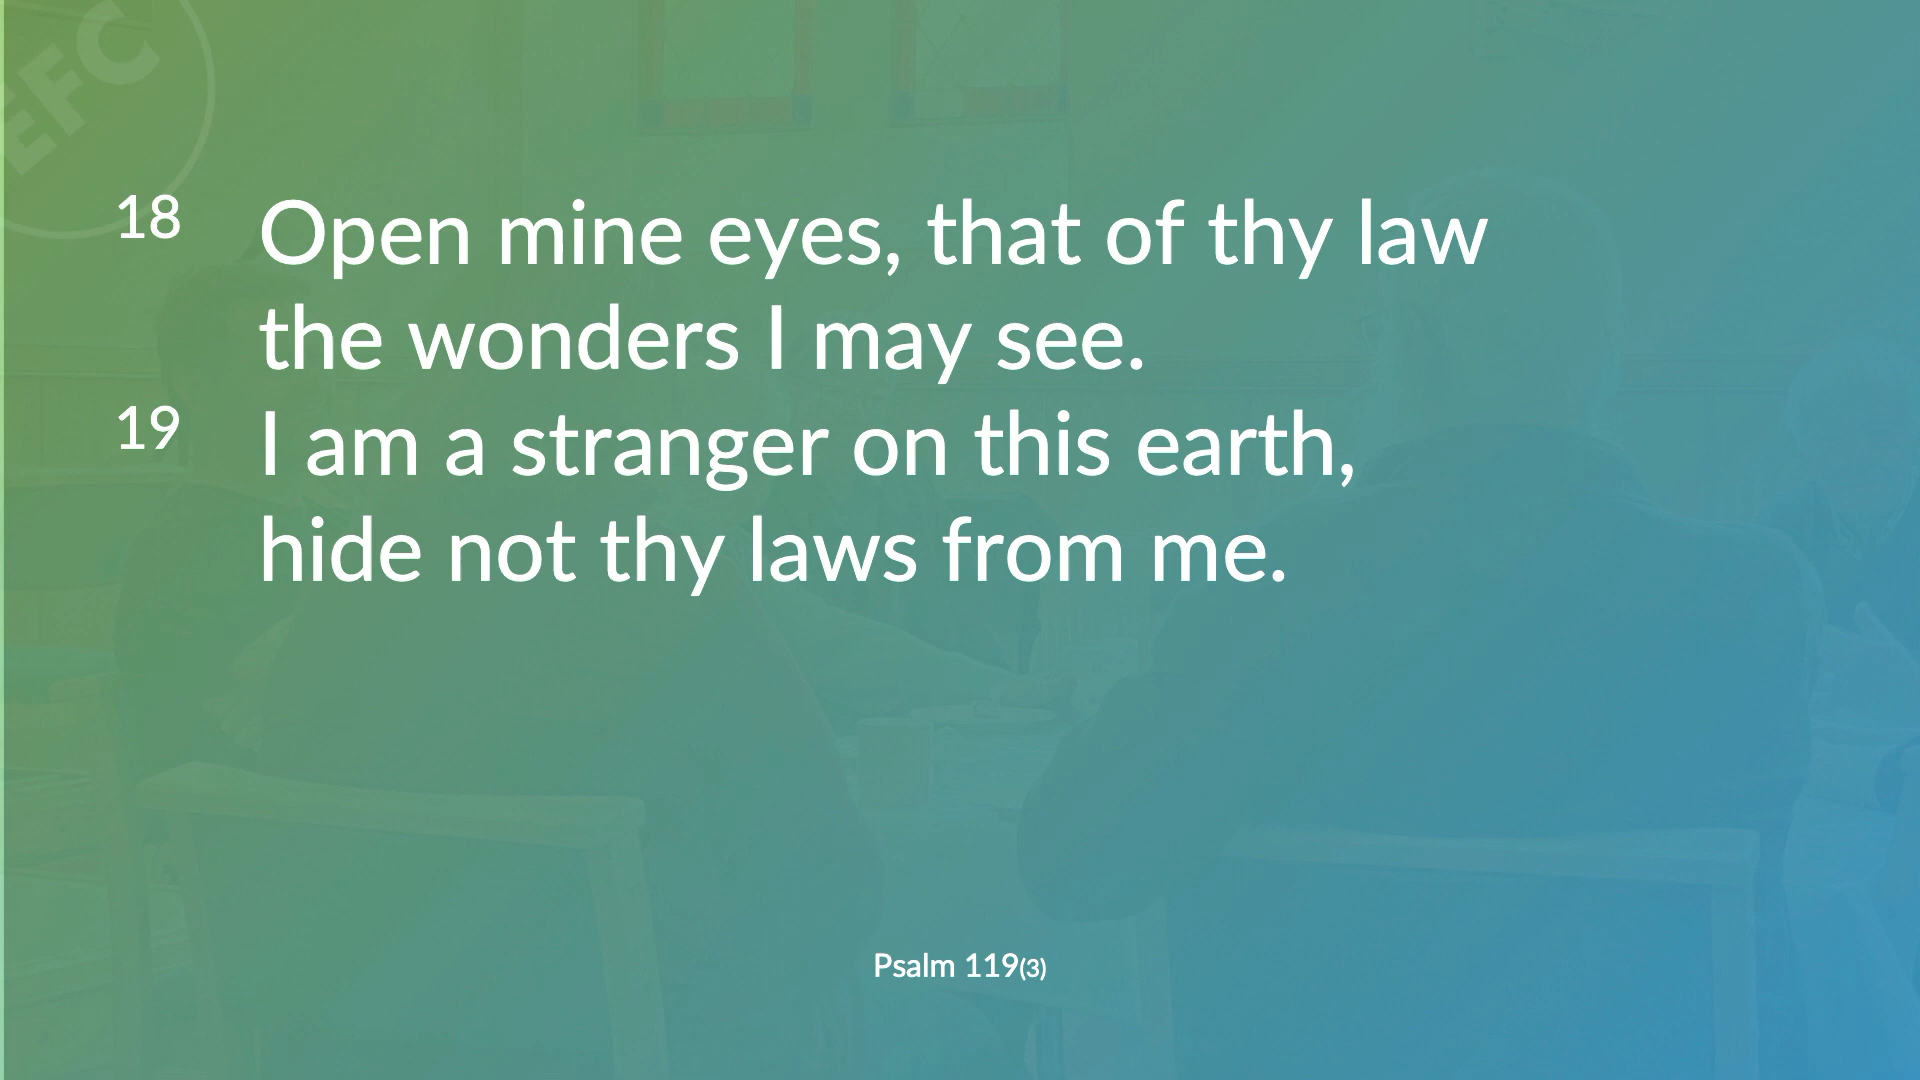 EFC
18 Open mine eyes, that of thy law
the wonders I may see.
19 I am a stranger on this earth,
hide not thy laws from me.
Psalm 119(3)